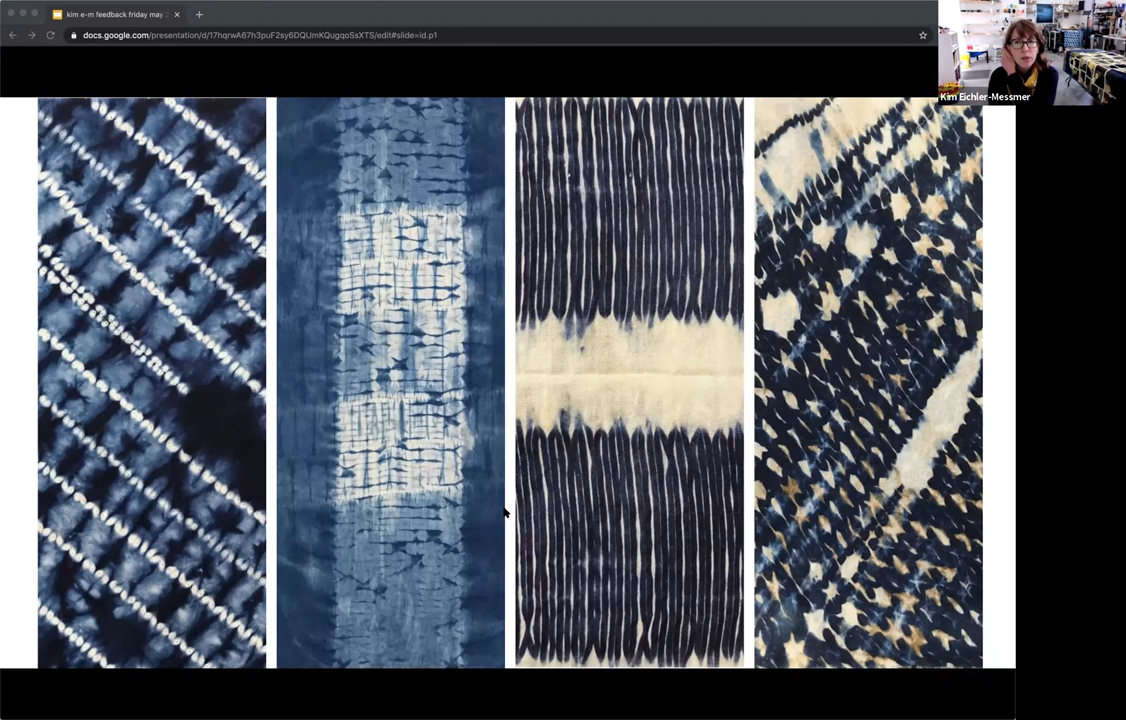 kim e-m feedback friday may
docs.google.com/presentation/d/17hqrwA67h3puF2sy6DQUmKQugqoSsXTS/edit#slide=id.p1
Kim Eichler-Messmer